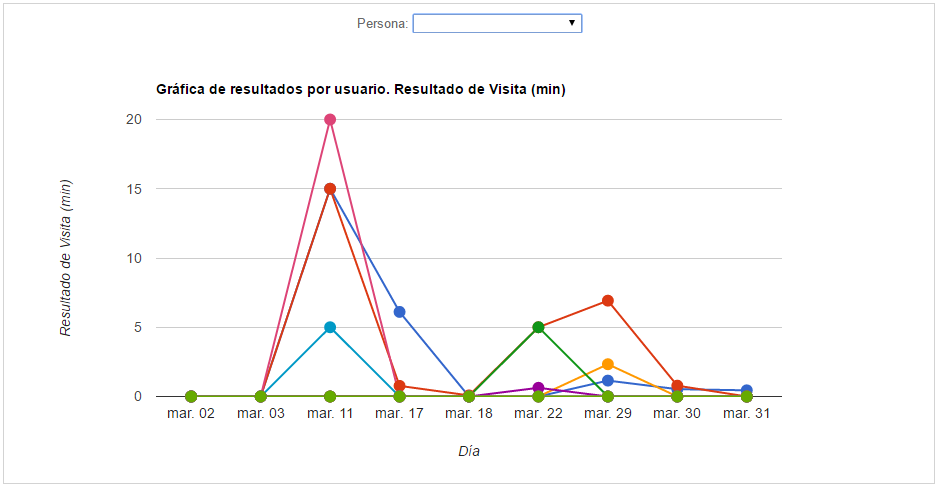 Persona:
Gráfica de resultados por usuario. Resultado de Visita (min)
20
15
10
5
0
Resultado de Visita (min)
mar. 02 mar. 03 mar. 11 mar. 17 mar. 18 mar. 22 mar. 29 mar. 30 mar. 31
Día